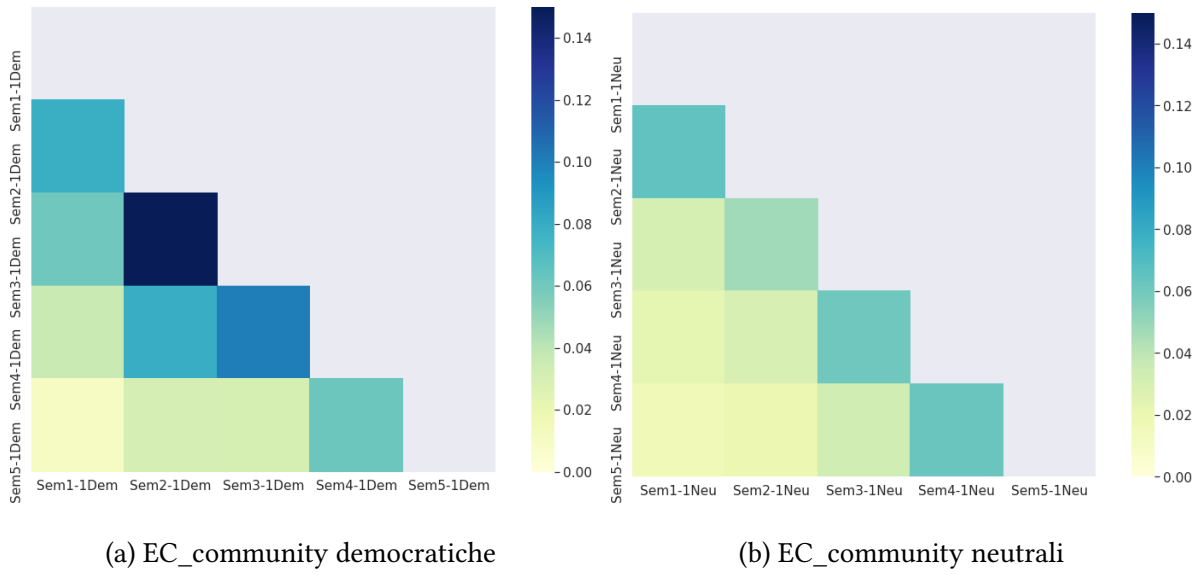 Sem1-1Dem
Sem2-1Dem
Sem3-1Dem
Sem4-1Dem
Sem5-1Dem
Sem1-1Dem Sem2-1Dem Sem3-1Dem Sem4-1Dem Sem5-1Dem
0.14
0.12
0.10
0.08
0.06
0.04
0.02
0.00
(a) EC_community democratiche
Sem1-1Neu
Sem2-1Neu
Sem3-1Neu
Sem4-1Neu
Sem5-1Neu
Sem1-1Neu Sem2-1Neu Sem3-1Neu Sem4-1Neu Sem5-1Neu
0.14
0.12
0.10
0.08
0.06
0.04
0.02
0.00
(b) EC_community neutrali